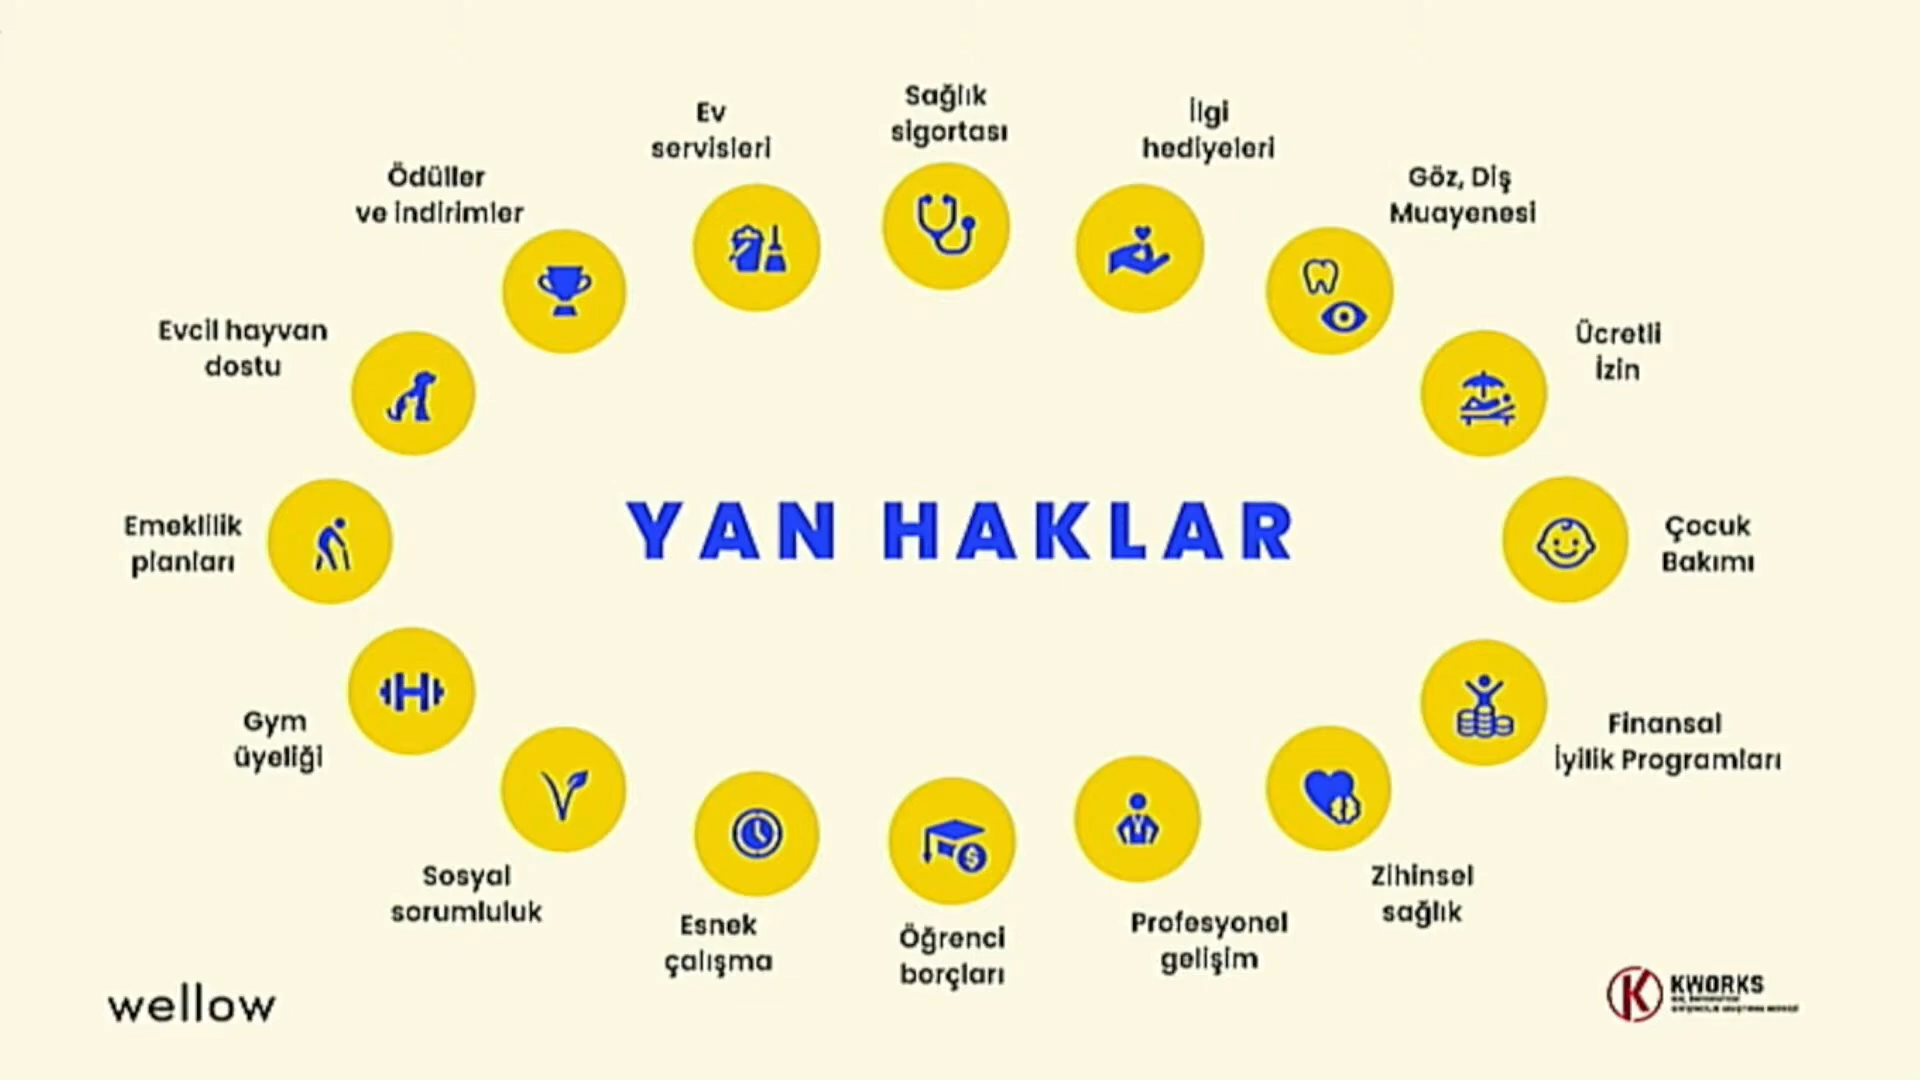 Sağlık
sigortası
İlgi
hediyeleri
Göz, Diş
Muayenesi
Ücretli
İzin
Çocuk
Bakımı
Finansal
İyilik Programları
Zihinsel
sağlık
Profesyonel
gelişim
Öğrenci
borçları
Esnek
çalışma
Sosyal
sorumluluk
Gym
üyeliği
Emeklilik
planları
Evcil hayvan
dostu
Ödüller
ve indirimler
Ev
servisleri
YAN HAKLAR
wellow
KWORKS